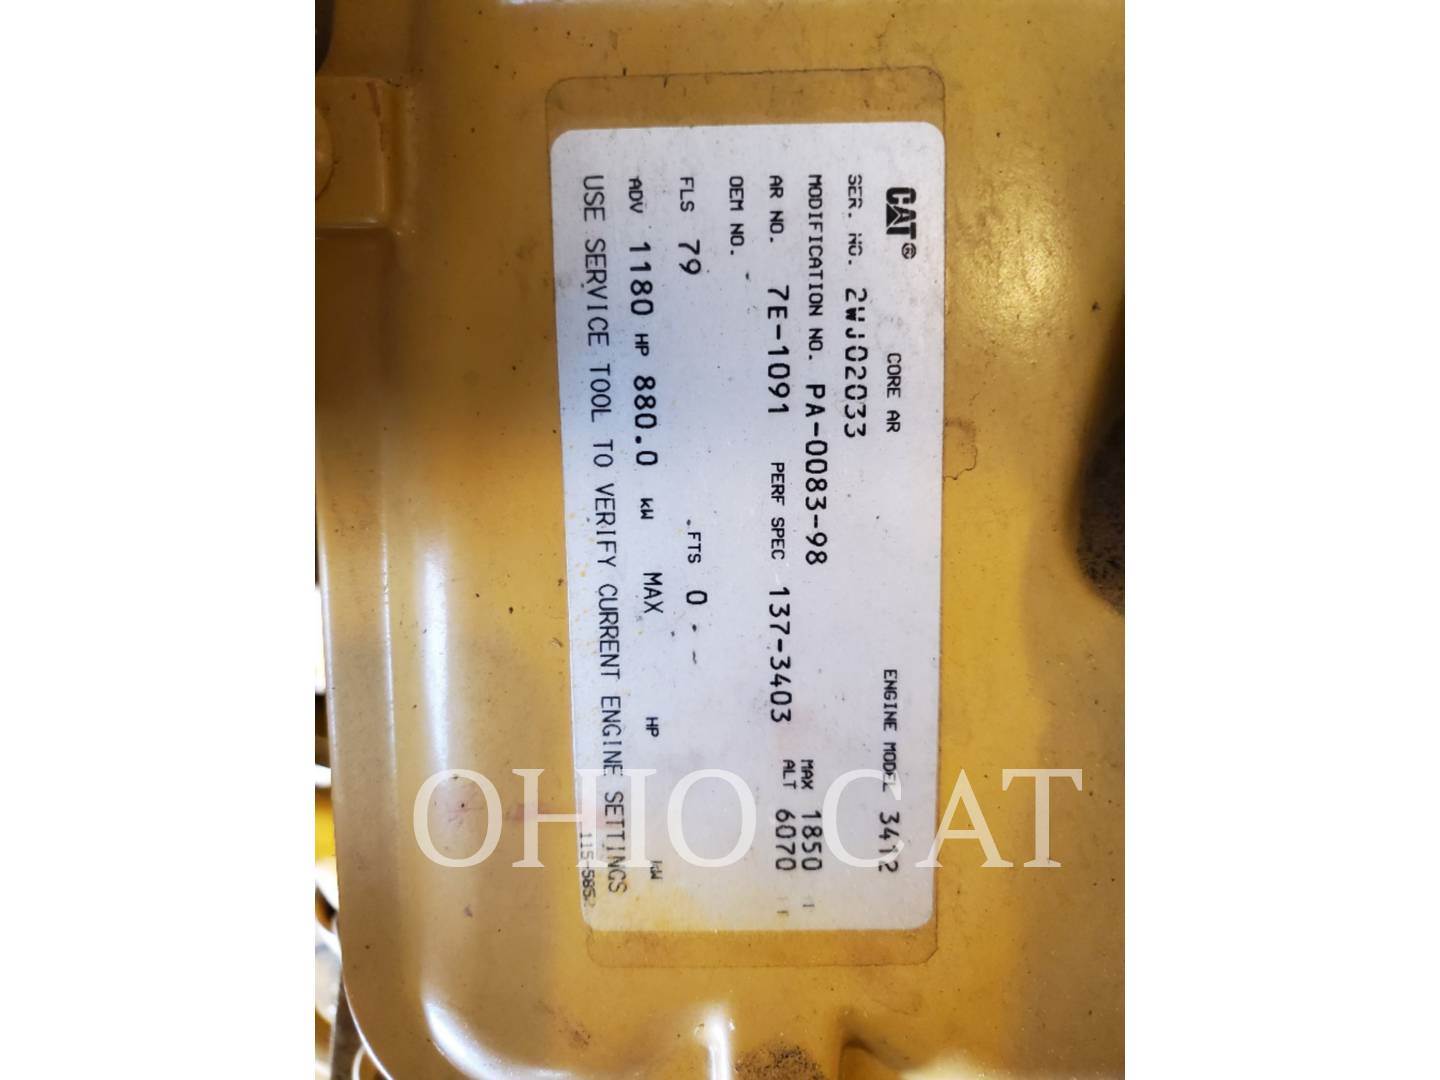 CAT® CORE AR ENGINE MODEL 3412
SER. NO. 2WJ02033
MODIFICATION NO. PA-0083-98 MAX 1850
AR NO. 7E-1091 PERF SPEC 137-3403 ALT 6070
OEM NO.
FLS 79 FTS 0
ADV 1180 HP 880.0 kW MAX HP kW
USE SERVICE TOOL TO VERIFY CURRENT ENGINE SETTINGS
OHIO CAT